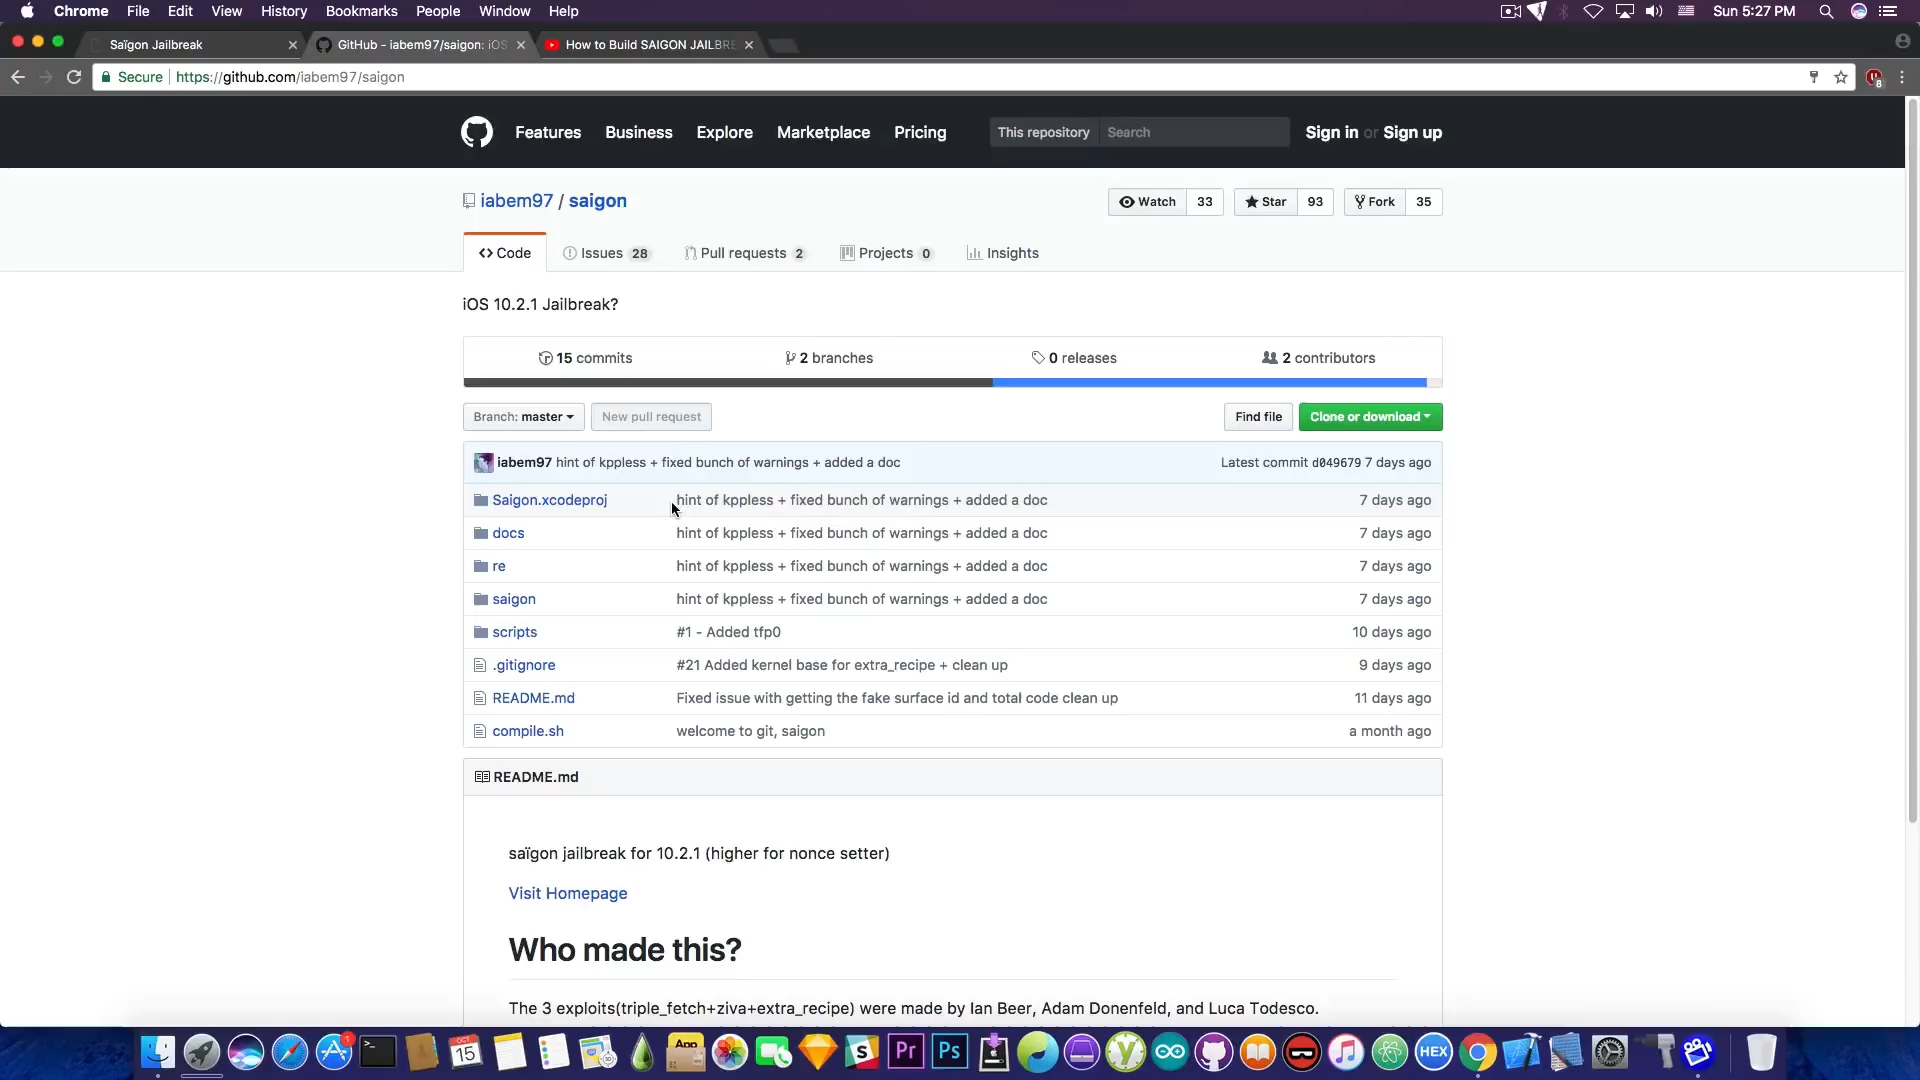 Chrome File Edit View History Bookmarks People Window Help Sun 5:27 PM
Saïgon Jailbreak GitHub - iabem97/saigon: iOS How to Build SAIGON JAILBRE
Secure https://github.com/iabem97/saigon 8
Features Business Explore Marketplace Pricing This repository Search Sign in or Sign up
iabem97 / saigon Watch 33 Star 93 Fork 35
Code Issues 28 Pull requests 2 Projects 0 Insights
iOS 10.2.1 Jailbreak?
15 commits 2 branches 0 releases 2 contributors
Branch: master New pull request Find file Clone or download
iabem97 hint of kppless + fixed bunch of warnings + added a doc Latest commit d049679 7 days ago
Saigon.xcodeproj hint of kppless + fixed bunch of warnings + added a doc 7 days ago
docs hint of kppless + fixed bunch of warnings + added a doc 7 days ago
re hint of kppless + fixed bunch of warnings + added a doc 7 days ago
saigon hint of kppless + fixed bunch of warnings + added a doc 7 days ago
scripts #1 - Added tfp0 10 days ago
.gitignore #21 Added kernel base for extra_recipe + clean up 9 days ago
README.md Fixed issue with getting the fake surface id and total code clean up 11 days ago
compile.sh welcome to git, saigon a month ago
README.md
saïgon jailbreak for 10.2.1 (higher for nonce setter)
Visit Homepage
Who made this?
The 3 exploits(triple_fetch+ziva+extra_recipe) were made by Ian Beer, Adam Donenfeld, and Luca Todesco.
1 OCT 15 App S Pr Ps HEX